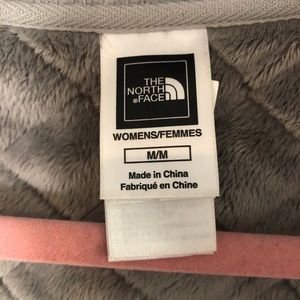 THE
NORTH
FACE
WOMENS/FEMMES
M/M
Made in China
Fabriqué en Chine